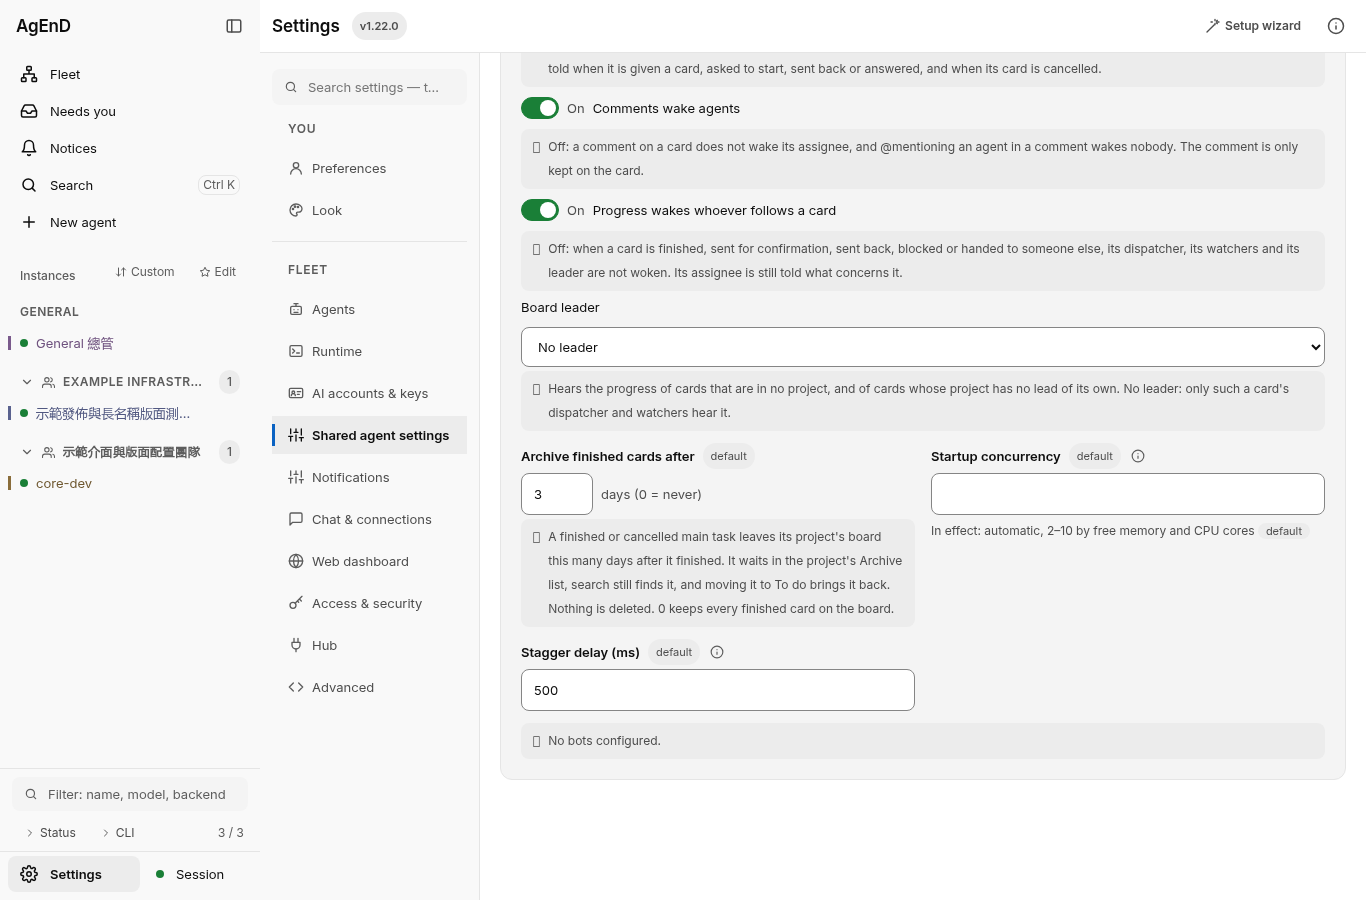 AgEnD
Fleet
Needs you
Notices
Search
Ctrl K
New agent
Instances
Custom
Edit
GENERAL
General 總管
EXAMPLE INFRASTR...
1
示範發佈與長名稱版面測...
示範介面與版面配置團隊
1
core-dev
Filter: name, model, backend
Status
CLI
3 / 3
Settings
Session
Settings
v1.22.0
Setup wizard
Search settings — t...
YOU
Preferences
Look
FLEET
Agents
Runtime
AI accounts & keys
Shared agent settings
Notifications
Chat & connections
Web dashboard
Access & security
Hub
Advanced
told when it is given a card, asked to start, sent back or answered, and when its card is cancelled.
On Comments wake agents
Off: a comment on a card does not wake its assignee, and @mentioning an agent in a comment wakes nobody. The comment is only
kept on the card.
On Progress wakes whoever follows a card
Off: when a card is finished, sent for confirmation, sent back, blocked or handed to someone else, its dispatcher, its watchers and its
leader are not woken. Its assignee is still told what concerns it.
Board leader
No leader
Hears the progress of cards that are in no project, and of cards whose project has no lead of its own. No leader: only such a card's
dispatcher and watchers hear it.
Archive finished cards after default
3 days (0 = never)
A finished or cancelled main task leaves its project's board
this many days after it finished. It waits in the project's Archive
list, search still finds it, and moving it to To do brings it back.
Nothing is deleted. 0 keeps every finished card on the board.
Startup concurrency default
In effect: automatic, 2–10 by free memory and CPU cores default
Stagger delay (ms) default
500
No bots configured.